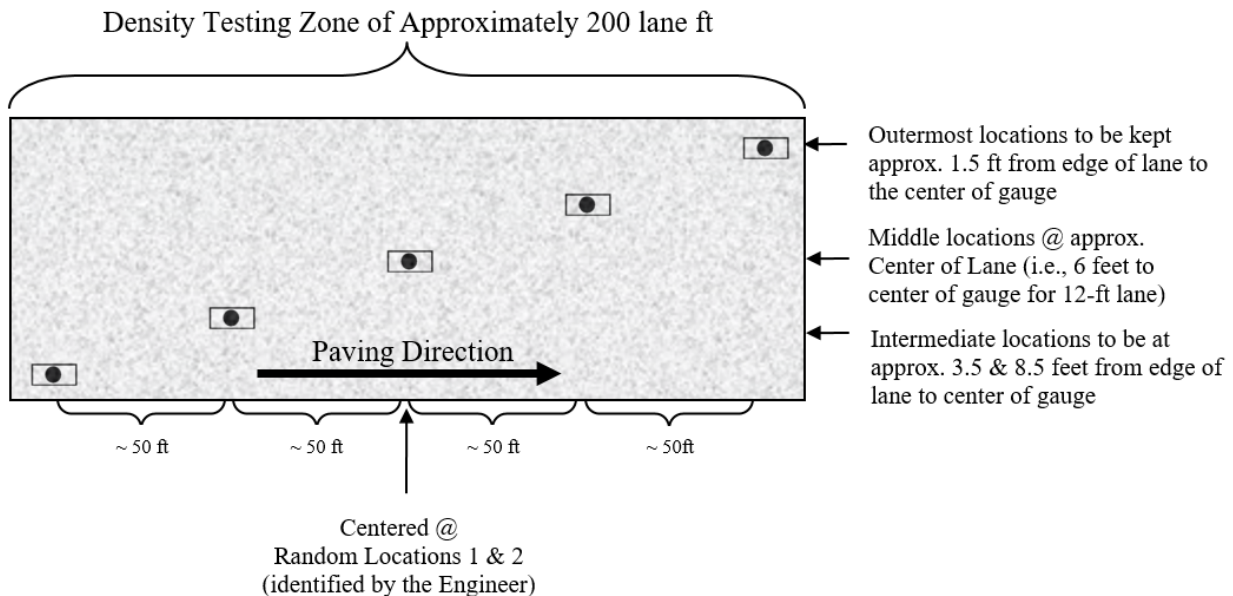 Density Testing Zone of Approximately 200 lane ft
Outermost locations to be kept
approx. 1.5 ft from edge of lane to
the center of gauge
Middle locations @ approx.
Center of Lane (i.e., 6 feet to
center of gauge for 12-ft lane)
Intermediate locations to be at
approx. 3.5 & 8.5 feet from edge of
lane to center of gauge
Paving Direction
~ 50 ft
~ 50 ft
~ 50 ft
~ 50ft
Centered @
Random Locations 1 & 2
(identified by the Engineer)